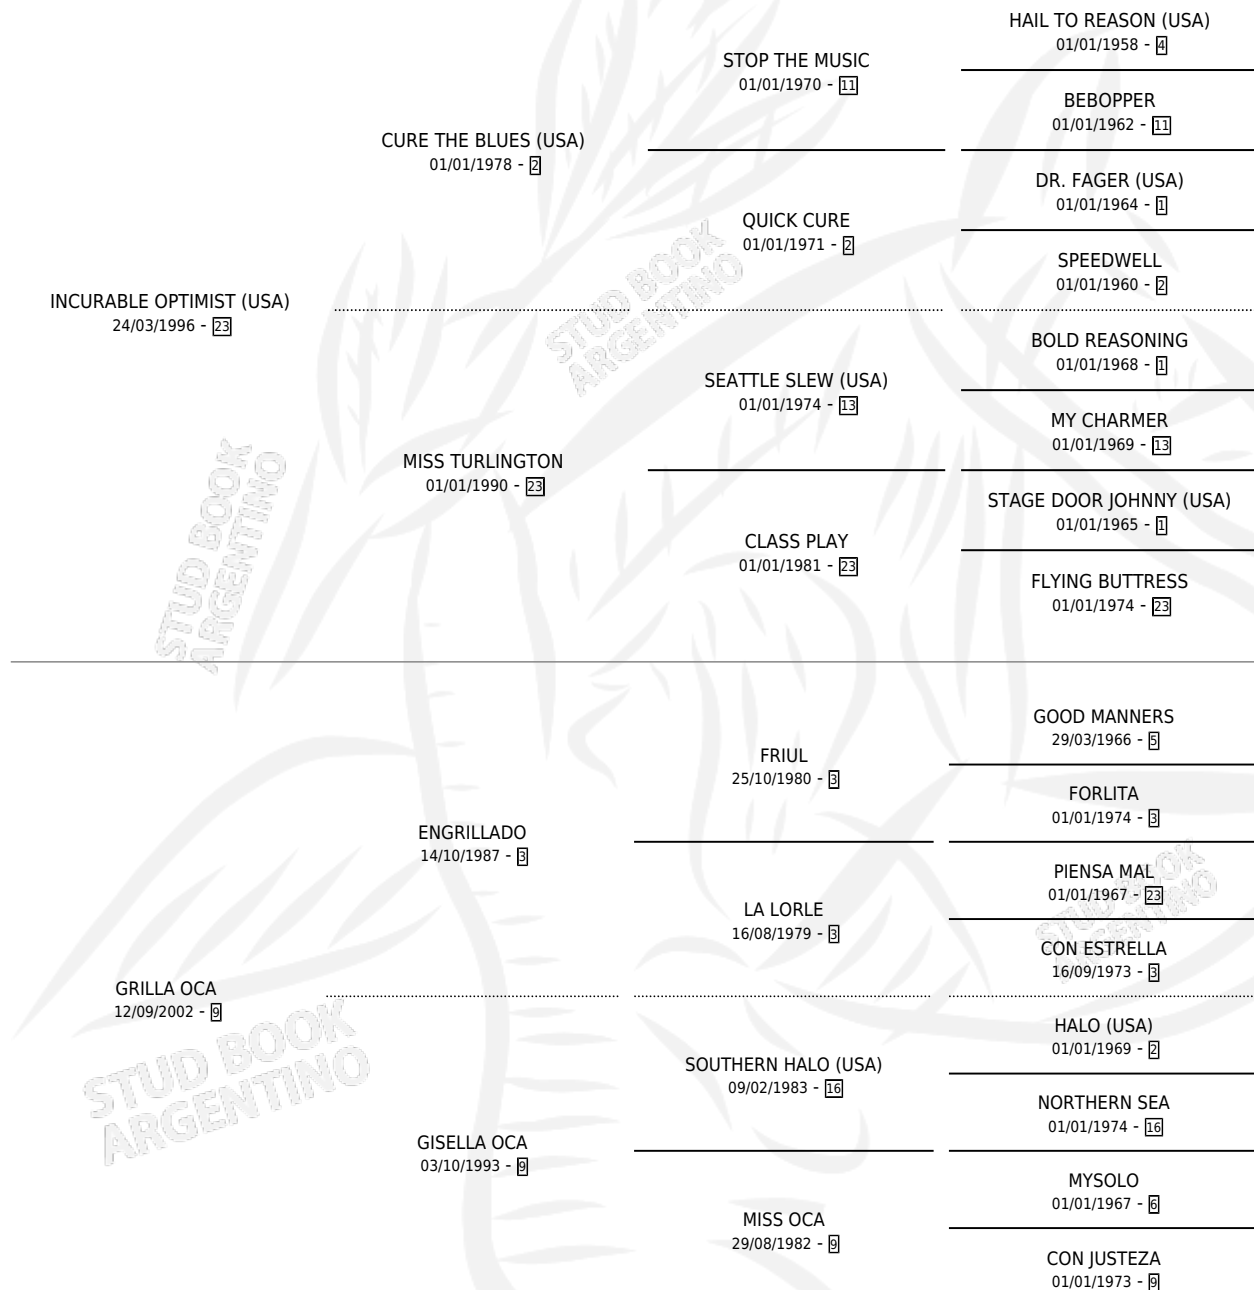 HAIL TO REASON (USA)
01/01/1958 - 4
STOP THE MUSIC
01/01/1970 - 11
BEBOPPER
01/01/1962 - 11
CURE THE BLUES (USA)
01/01/1978 - 2
DR. FAGER (USA)
01/01/1964 - 1
QUICK CURE
01/01/1971 - 2
SPEEDWELL
01/01/1960 - 2
INCURABLE OPTIMIST (USA)
24/03/1996 - 23
STUD BOOK
ARGENTINO
BOLD REASONING
01/01/1968 - 1
SEATTLE SLEW (USA)
01/01/1974 - 13
MY CHARMER
01/01/1969 - 13
MISS TURLINGTON
01/01/1990 - 23
STAGE DOOR JOHNNY (USA)
01/01/1965 - 1
CLASS PLAY
01/01/1981 - 23
FLYING BUTTRESS
01/01/1974 - 23
STUD BOOK
ARGENTINO
GOOD MANNERS
29/03/1966 - 5
FRIUL
25/10/1980 - 3
FORLITA
01/01/1974 - 3
ENGRILLADO
14/10/1987 - 3
PIENSA MAL
01/01/1967 - 23
LA LORLE
16/08/1979 - 3
CON ESTRELLA
16/09/1973 - 3
STUD BOOK
ARGENTINO
GRILLA OCA
12/09/2002 - 9
STUD BOOK
ARGENTINO
HALO (USA)
01/01/1969 - 2
SOUTHERN HALO (USA)
09/02/1983 - 16
NORTHERN SEA
01/01/1974 - 16
GISELLA OCA
03/10/1993 - 9
MYSOLO
01/01/1967 - 6
MISS OCA
29/08/1982 - 9
CON JUSTEZA
01/01/1973 - 9